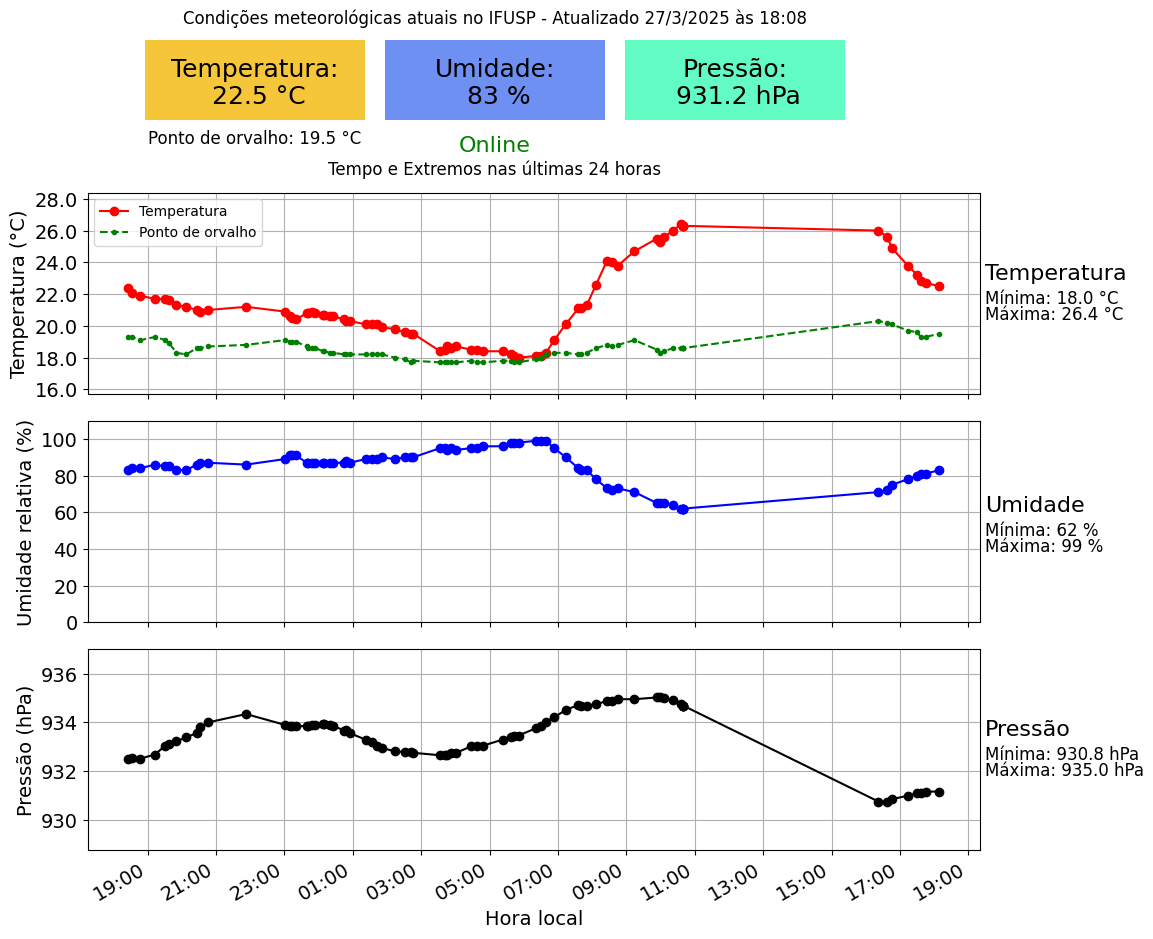 Condições meteorológicas atuais no IFUSP - Atualizado 27/3/2025 às 18:08
Temperatura:
22.5 °C
Umidade:
83 %
Pressão:
931.2 hPa
Ponto de orvalho: 19.5 °C
Online
Tempo e Extremos nas últimas 24 horas
Temperatura (°C)
28.0
26.0
24.0
22.0
20.0
18.0
16.0
Temperatura
Ponto de orvalho
Temperatura
Mínima: 18.0 °C
Máxima: 26.4 °C
Umidade relativa (%)
100
80
60
40
20
0
Umidade
Mínima: 62 %
Máxima: 99 %
Pressão (hPa)
936
934
932
930
Pressão
Mínima: 930.8 hPa
Máxima: 935.0 hPa
19:00 21:00 23:00 01:00 03:00 05:00 07:00 09:00 11:00 13:00 15:00 17:00 19:00
Hora local